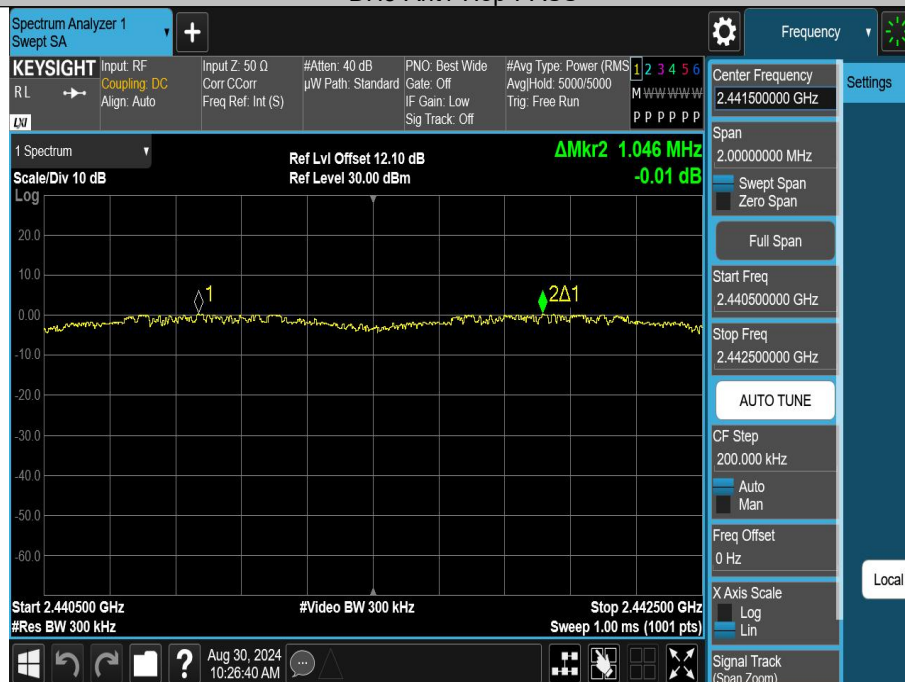 Spectrum Analyzer 1
Swept SA
Frequency
KEYSIGHT
RL
LXI
Input: RF
Coupling: DC
Align: Auto
Input Z: 50 Ω
Corr CCorr
Freq Ref: Int (S)
#Atten: 40 dB
µW Path: Standard
PNO: Best Wide
Gate: Off
IF Gain: Low
Sig Track: Off
#Avg Type: Power (RMS
Avg|Hold: 5000/5000
Trig: Free Run
1 2 3 4 5 6
M W W W W W
P P P P P P
1 Spectrum
Scale/Div 10 dB
Log
Ref Lvl Offset 12.10 dB
Ref Level 30.00 dBm
ΔMkr2 1.046 MHz
-0.01 dB
20.0
10.0
0.00
-10.0
-20.0
-30.0
-40.0
-50.0
-60.0
1
2Δ1
Start 2.440500 GHz
#Res BW 300 kHz
#Video BW 300 kHz
Stop 2.442500 GHz
Sweep 1.00 ms (1001 pts)
Center Frequency
2.441500000 GHz
Settings
Span
2.00000000 MHz
Swept Span
Zero Span
Full Span
Start Freq
2.440500000 GHz
Stop Freq
2.442500000 GHz
AUTO TUNE
CF Step
200.000 kHz
Auto
Man
Freq Offset
0 Hz
Local
X Axis Scale
Log
Lin
Signal Track
(Span Zoom)
?
Aug 30, 2024
10:26:40 AM